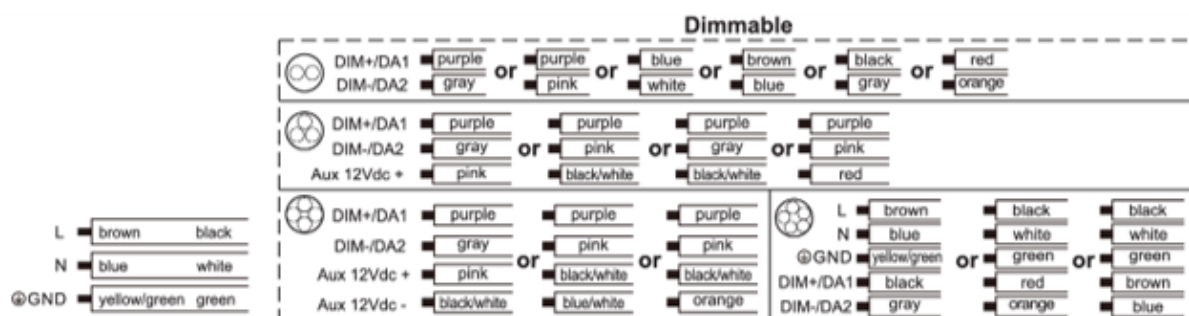 Dimmable
DIM+/DA1 purple or purple or blue or brown or black or red
DIM-/DA2 gray pink white blue gray orange
DIM+/DA1 purple purple purple purple
DIM-/DA2 gray or pink or gray or pink
Aux 12Vdc + pink black/white black/white red
DIM+/DA1 purple purple purple
DIM-/DA2 gray pink pink
or or
Aux 12Vdc + pink black/white black/white
Aux 12Vdc - black/white blue/white orange
L brown black black
N blue white white
GND yellow/green or green or green
DIM+/DA1 black red brown
DIM-/DA2 gray orange blue
L brown black
N blue white
GND yellow/green green